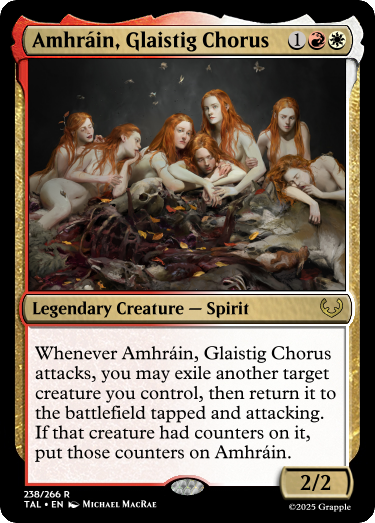 Amhráin, Glaistig Chorus 1
Legendary Creature — Spirit
Whenever Amhráin, Glaistig Chorus
attacks, you may exile another target
creature you control, then return it to
the battlefield tapped and attacking.
If that creature had counters on it,
put those counters on Amhráin.
2/2
238/266 R
TAL • EN Michael MacRae
©2025 Grapple